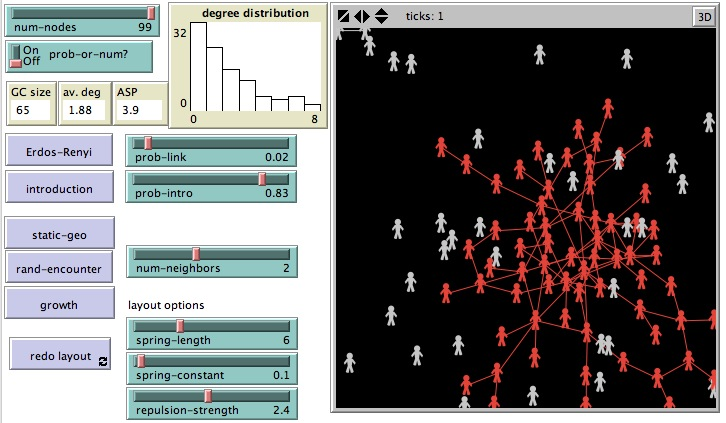 num-nodes 99
On
Off
prob-or-num?
GC size
65
av. deg
1.88
ASP
3.9
degree distribution
32
0
0 8
Erdos-Renyi
introduction
prob-link 0.02
prob-intro 0.83
static-geo
rand-encounter
growth
num-neighbors 2
layout options
redo layout
spring-length 6
spring-constant 0.1
repulsion-strength 2.4
ticks: 1
3D